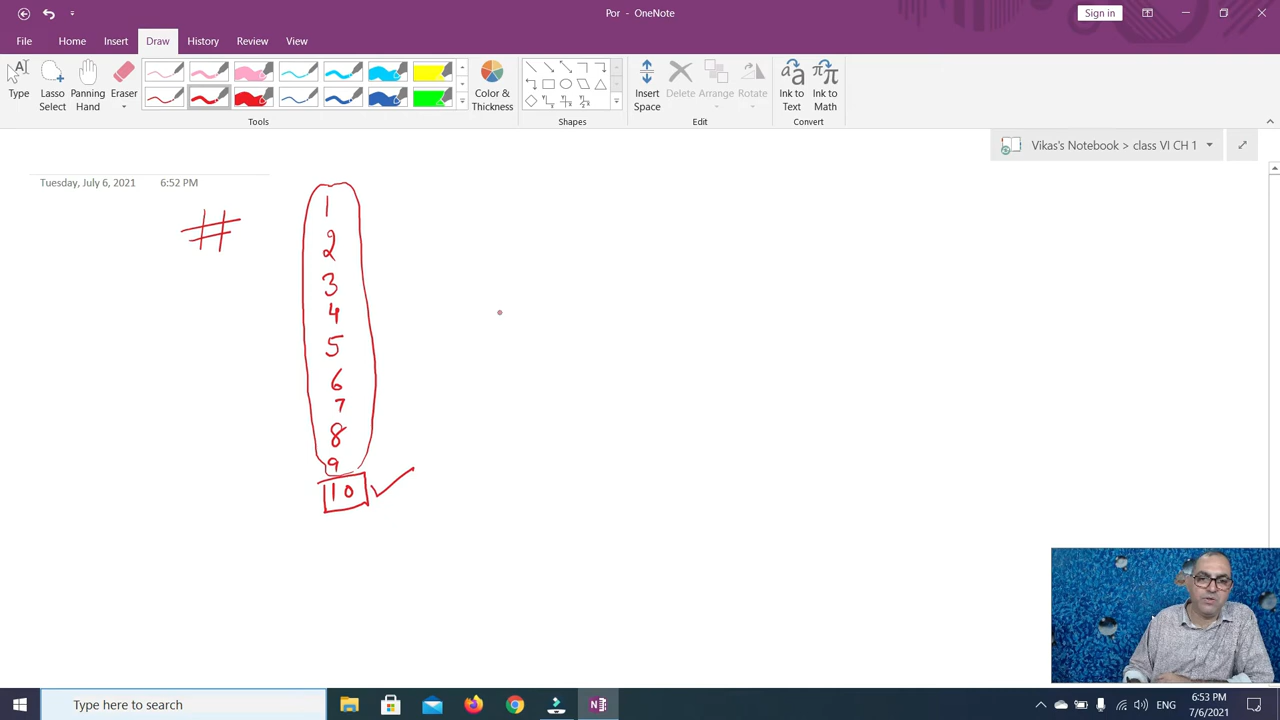 Por - OneNote
Sign in
File Home Insert Draw History Review View
Type Lasso Select Panning Hand Eraser Color & Thickness Insert Space Delete Arrange Rotate Ink to Text Ink to Math
Tools Shapes Edit Convert
Vikas's Notebook > class VI CH 1
Tuesday, July 6, 2021 6:52 PM
#
1
2
3
4
5
6
7
8
9
10
Type here to search
ENG
6:53 PM
7/6/2021